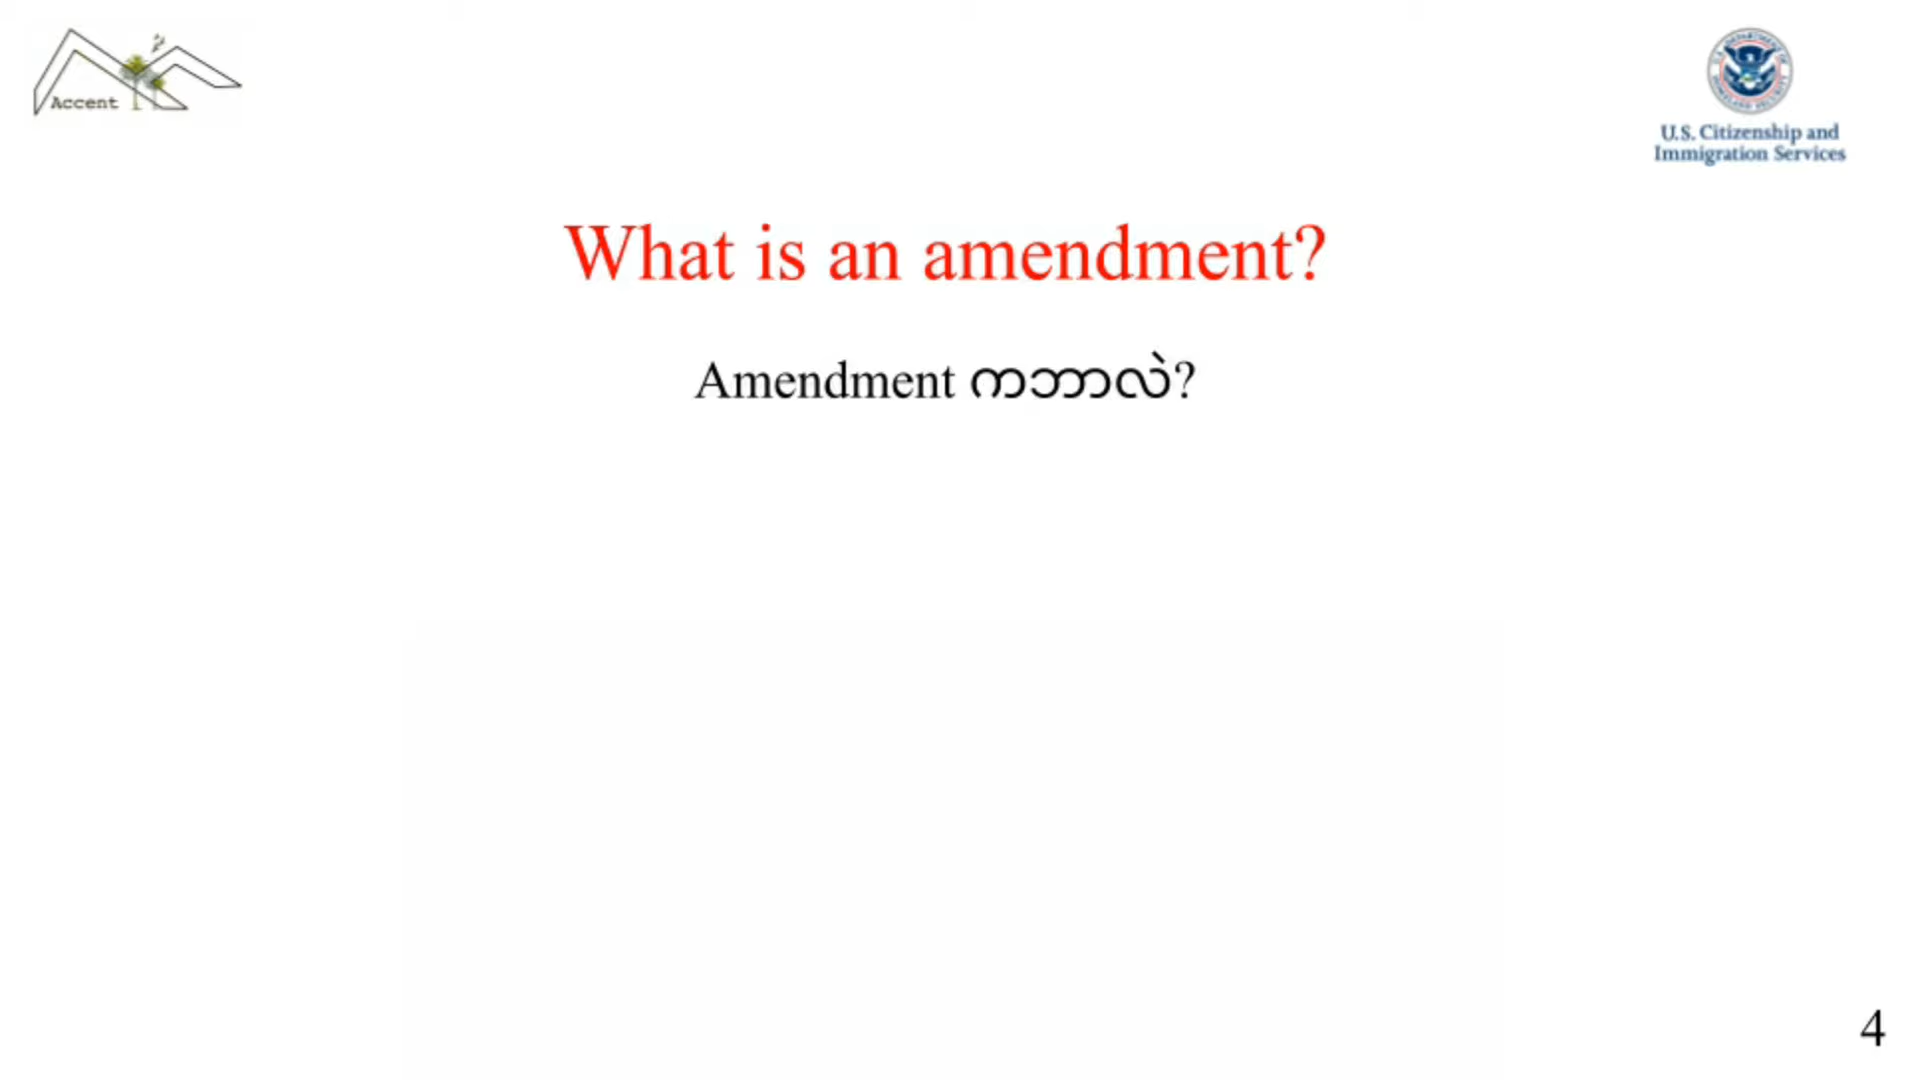 Accent
U.S. Citizenship and
Immigration Services
What is an amendment?
Amendment ကဘာလဲ?
4